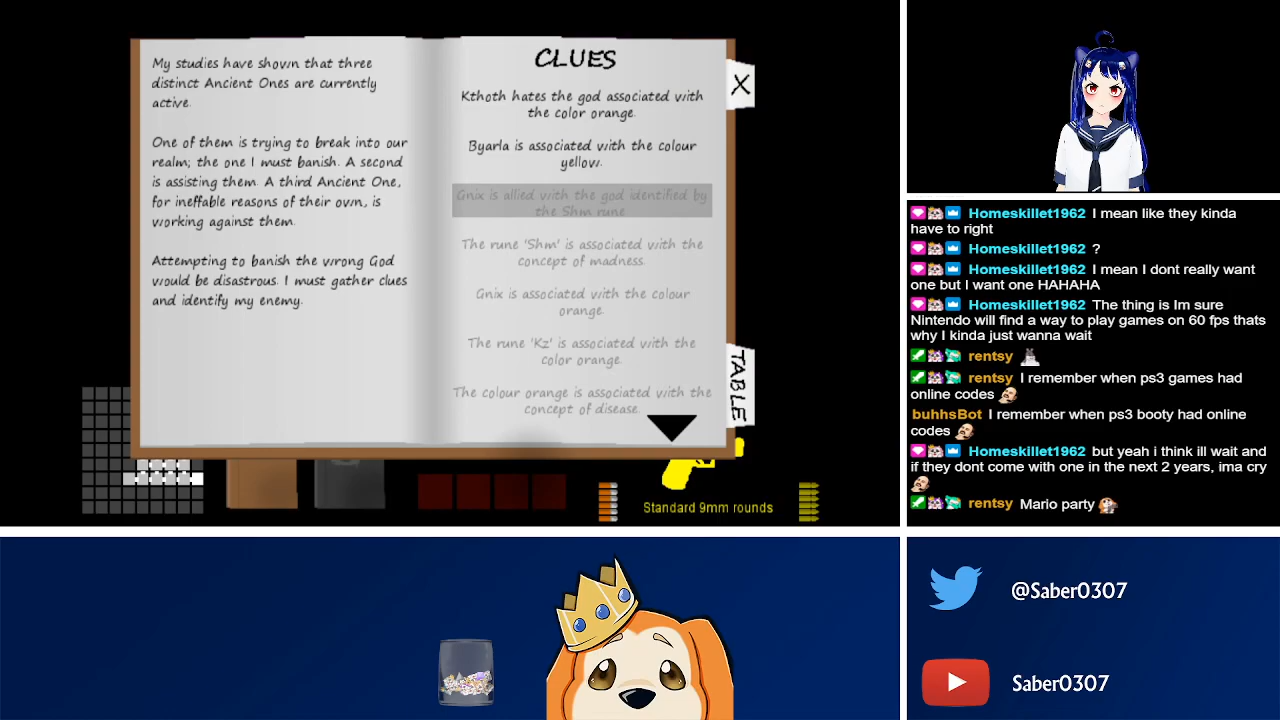 My studies have shown that three
distinct Ancient Ones are currently
active.
One of them is trying to break into our
realm; the one I must banish. A second
is assisting them. A third Ancient One,
for ineffable reasons of their own, is
working against them.
Attempting to banish the wrong God
would be disastrous. I must gather clues
and identify my enemy.
CLUES
X
Kthoth hates the god associated with
the color orange.
Byarla is associated with the colour
yellow.
Gnix is allied with the god identified by
the Shm rune
The rune 'Shm' is associated with the
concept of madness.
Gnix is associated with the colour
orange.
The rune 'Kz' is associated with the
color orange.
The colour orange is associated with the
concept of disease.
TABLE
Standard 9mm rounds
Homeskillet1962 I mean like they kinda
have to right
Homeskillet1962 ?
Homeskillet1962 I mean I dont really want
one but I want one HAHAHA
Homeskillet1962 The thing is Im sure
Nintendo will find a way to play games on 60 fps thats
why I kinda just wanna wait
rentsy
rentsy I remember when ps3 games had
online codes
buhhsBot I remember when ps3 booty had online
codes
Homeskillet1962 but yeah i think ill wait and
if they dont come with one in the next 2 years, ima cry
rentsy Mario party
@Saber0307
Saber0307